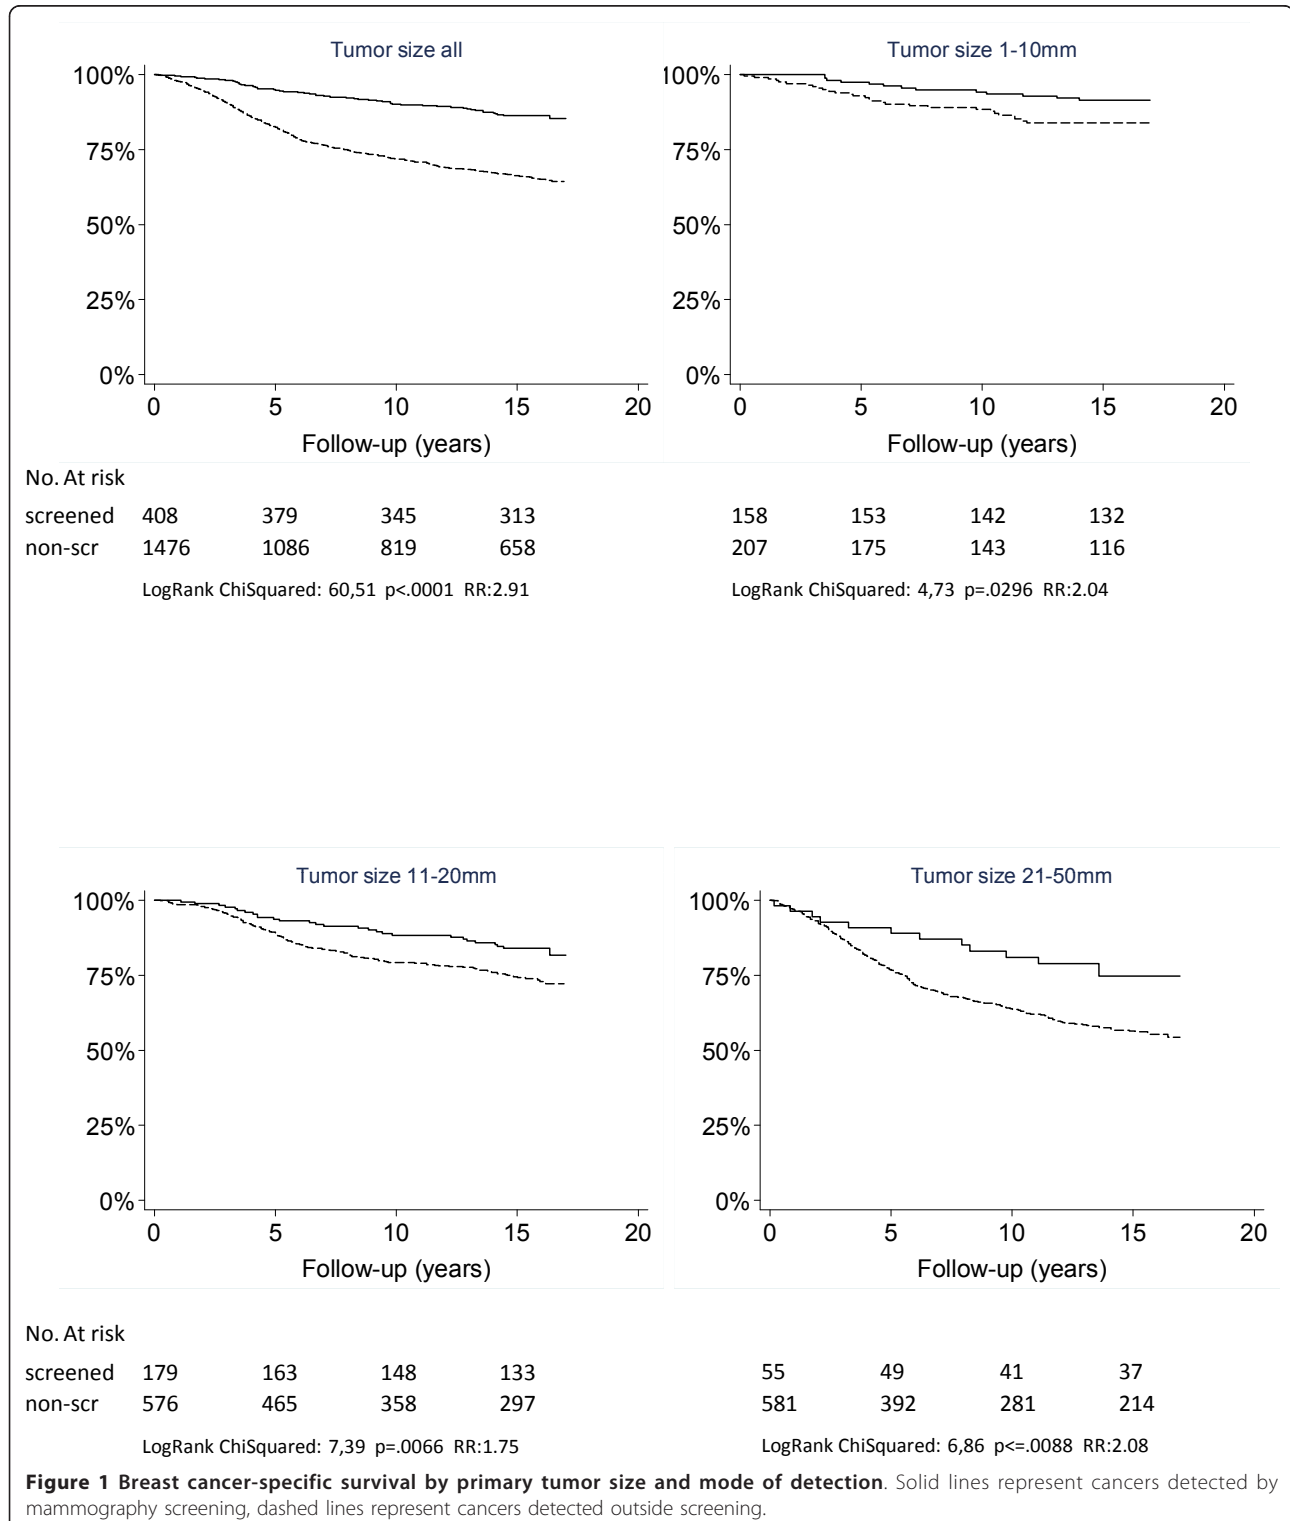 Tumor size all
100%
75%
50%
25%
0%
0 5 10 15 20
Follow-up (years)
Tumor size 1-10mm
100%
75%
50%
25%
0%
0 5 10 15 20
Follow-up (years)
No. At risk
screened 408 379 345 313 158 153 142 132
non-scr 1476 1086 819 658 207 175 143 116
LogRank ChiSquared: 60,51 p<.0001 RR:2.91 LogRank ChiSquared: 4,73 p=.0296 RR:2.04
Tumor size 11-20mm
100%
75%
50%
25%
0%
0 5 10 15 20
Follow-up (years)
Tumor size 21-50mm
100%
75%
50%
25%
0%
0 5 10 15 20
Follow-up (years)
No. At risk
screened 179 163 148 133 55 49 41 37
non-scr 576 465 358 297 581 392 281 214
LogRank ChiSquared: 7,39 p=.0066 RR:1.75 LogRank ChiSquared: 6,86 p<=.0088 RR:2.08
Figure 1 Breast cancer-specific survival by primary tumor size and mode of detection. Solid lines represent cancers detected by
mammography screening, dashed lines represent cancers detected outside screening.